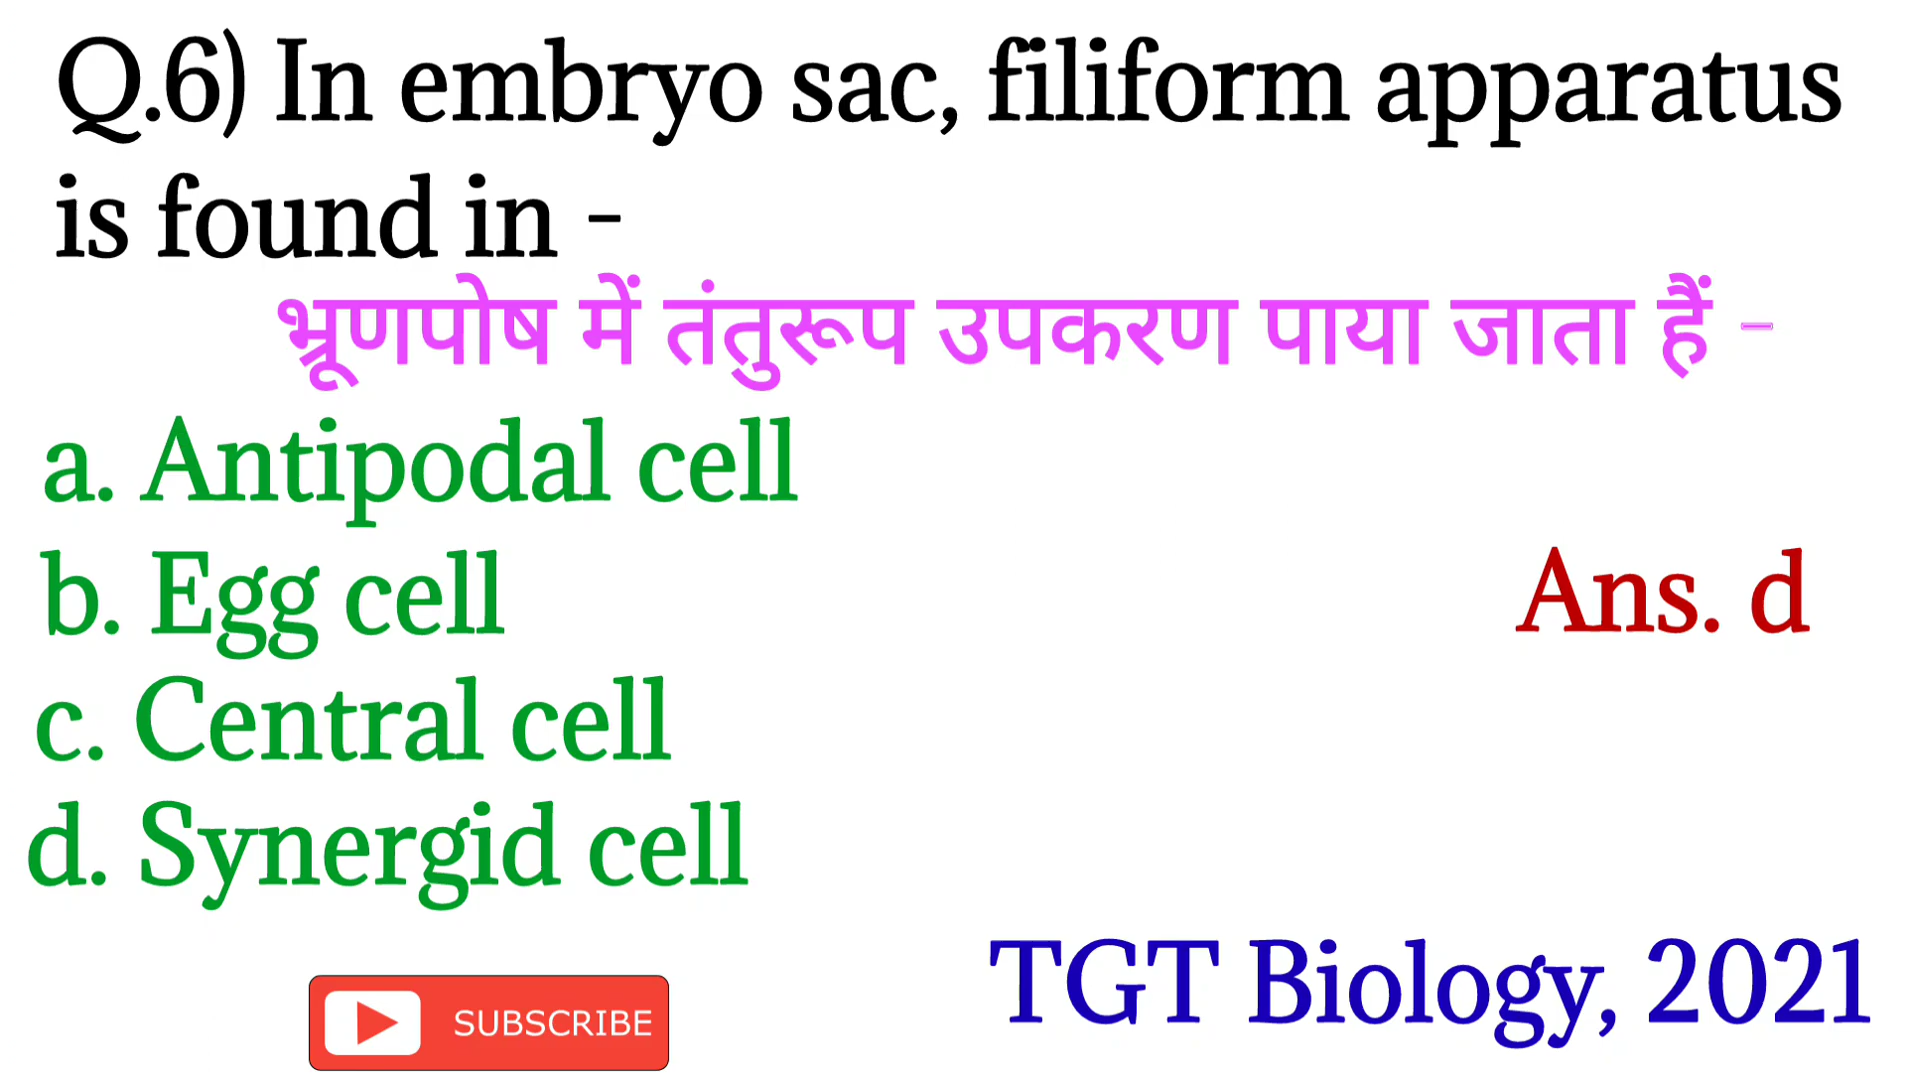 Q.6) In embryo sac, filiform apparatus
is found in -
भ्रूणपोष में तंतुरूप उपकरण पाया जाता हैं -
a. Antipodal cell
b. Egg cell
Ans. d
c. Central cell
d. Synergid cell
TGT Biology, 2021
SUBSCRIBE